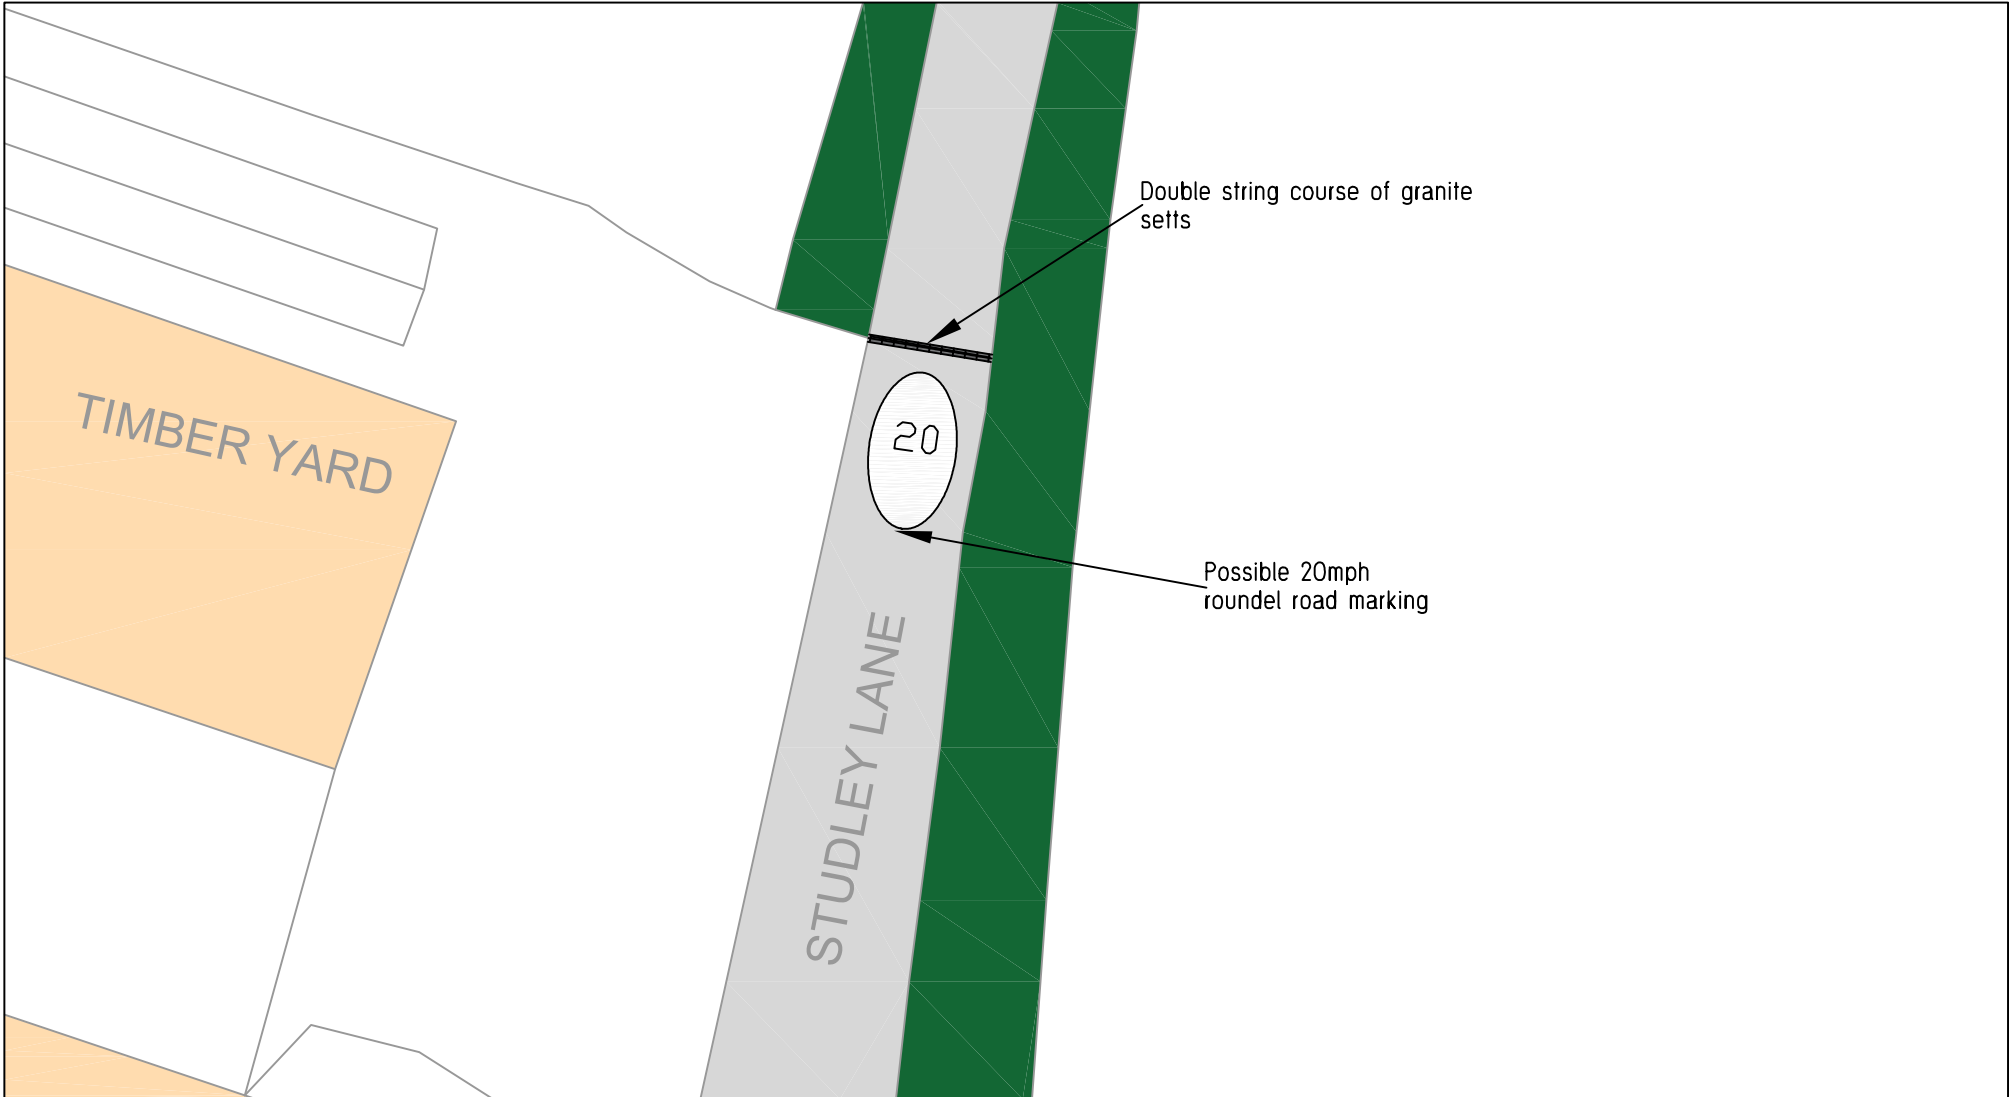 Double string course of granite
setts
TIMBER YARD
20
Possible 20mph
roundel road marking
STUDLEY LANE